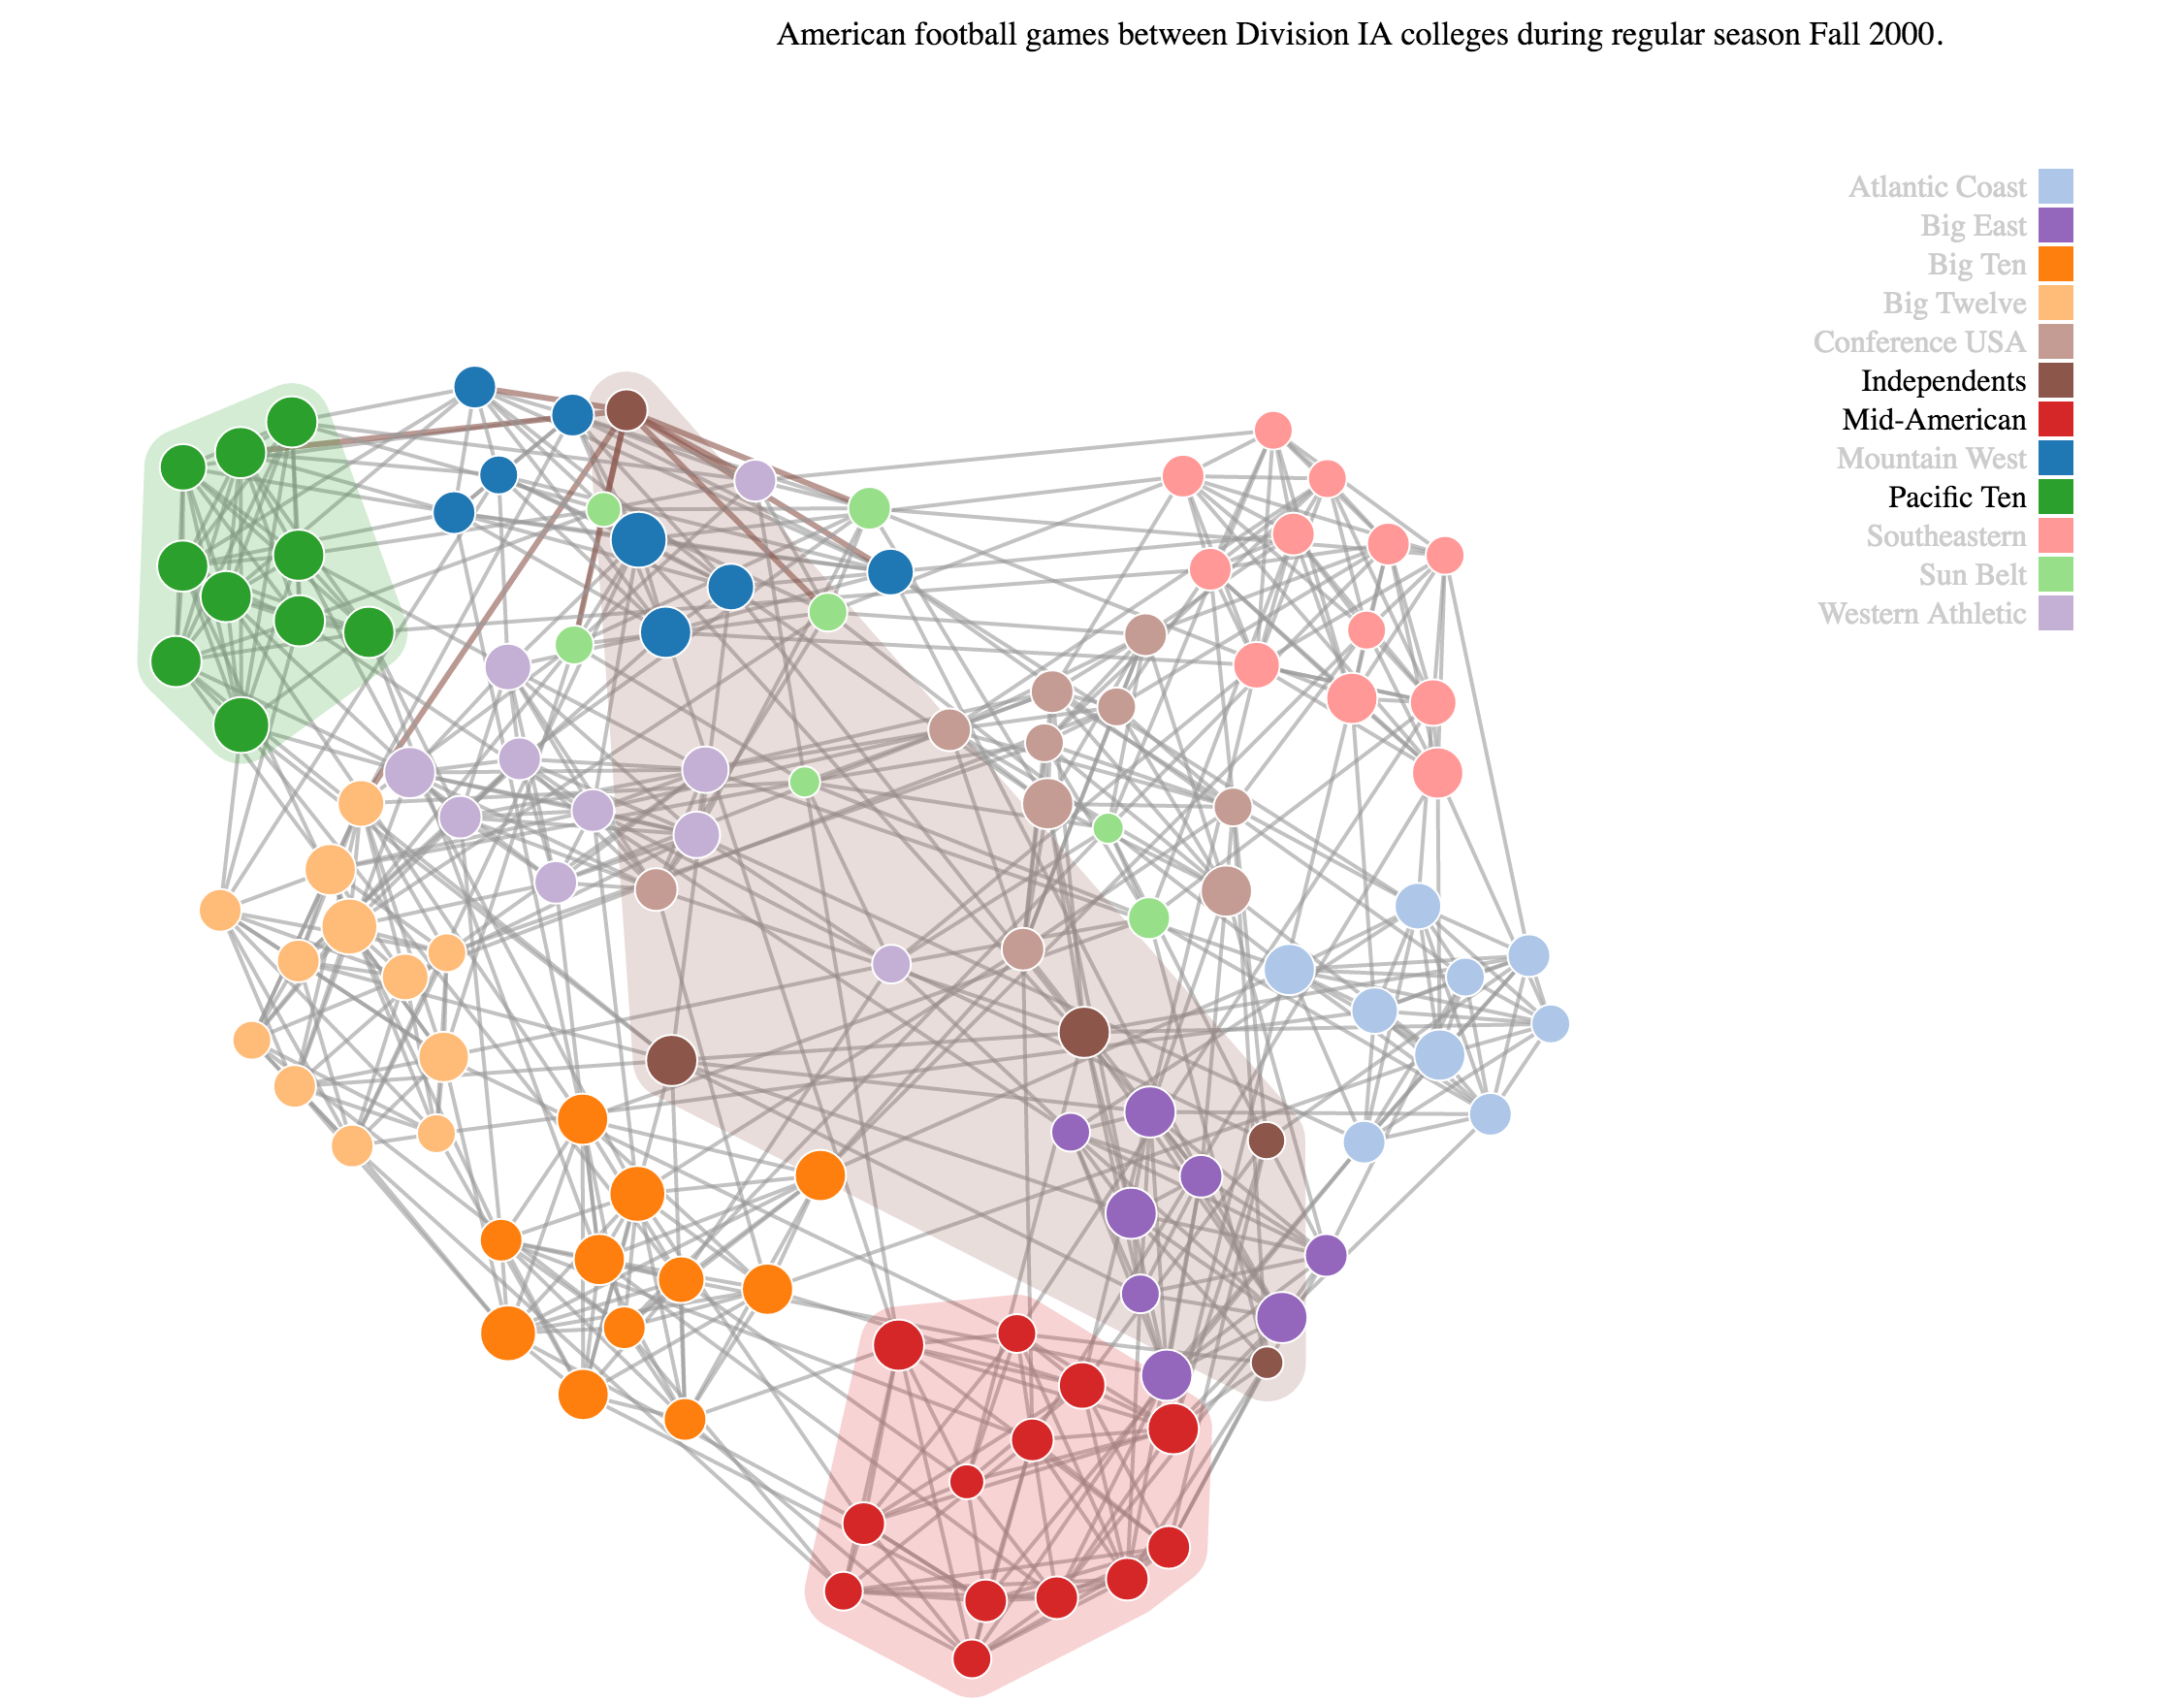 American football games between Division IA colleges during regular season Fall 2000.
Atlantic Coast
Big East
Big Ten
Big Twelve
Conference USA
Independents
Mid-American
Mountain West
Pacific Ten
Southeastern
Sun Belt
Western Athletic